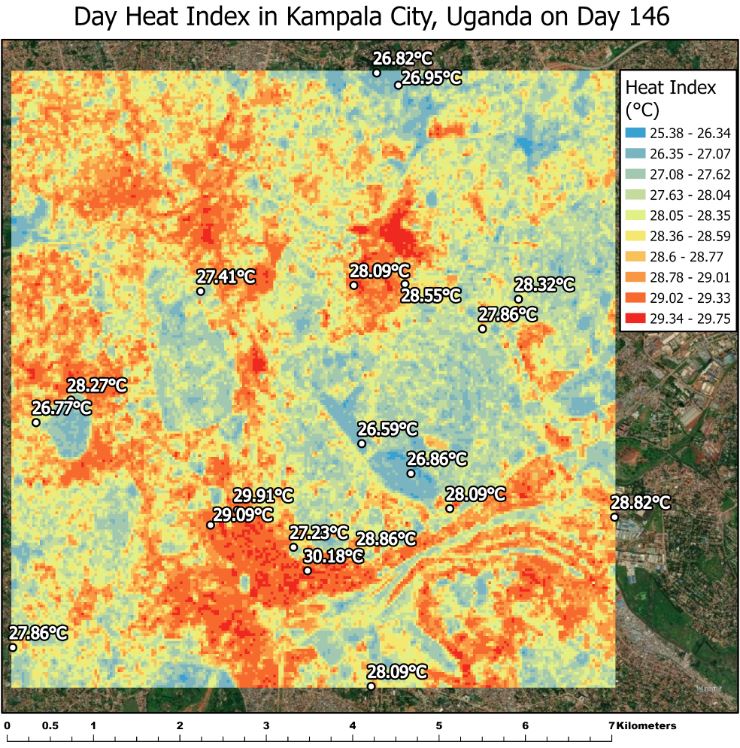 Day Heat Index in Kampala City, Uganda on Day 146
26.82°C
26.95°C
Heat Index
(°C)
25.38 - 26.34
26.35 - 27.07
27.08 - 27.62
27.63 - 28.04
28.05 - 28.35
28.36 - 28.59
28.6 - 28.77
28.78 - 29.01
29.02 - 29.33
29.34 - 29.75
27.41°C
28.09°C
28.55°C
28.32°C
27.86°C
28.27°C
26.77°C
26.59°C
26.86°C
28.09°C
28.82°C
29.91°C
29.09°C
27.23°C
28.86°C
30.18°C
27.86°C
28.09°C
0 0.5 1 2 3 4 5 6 7 Kilometers